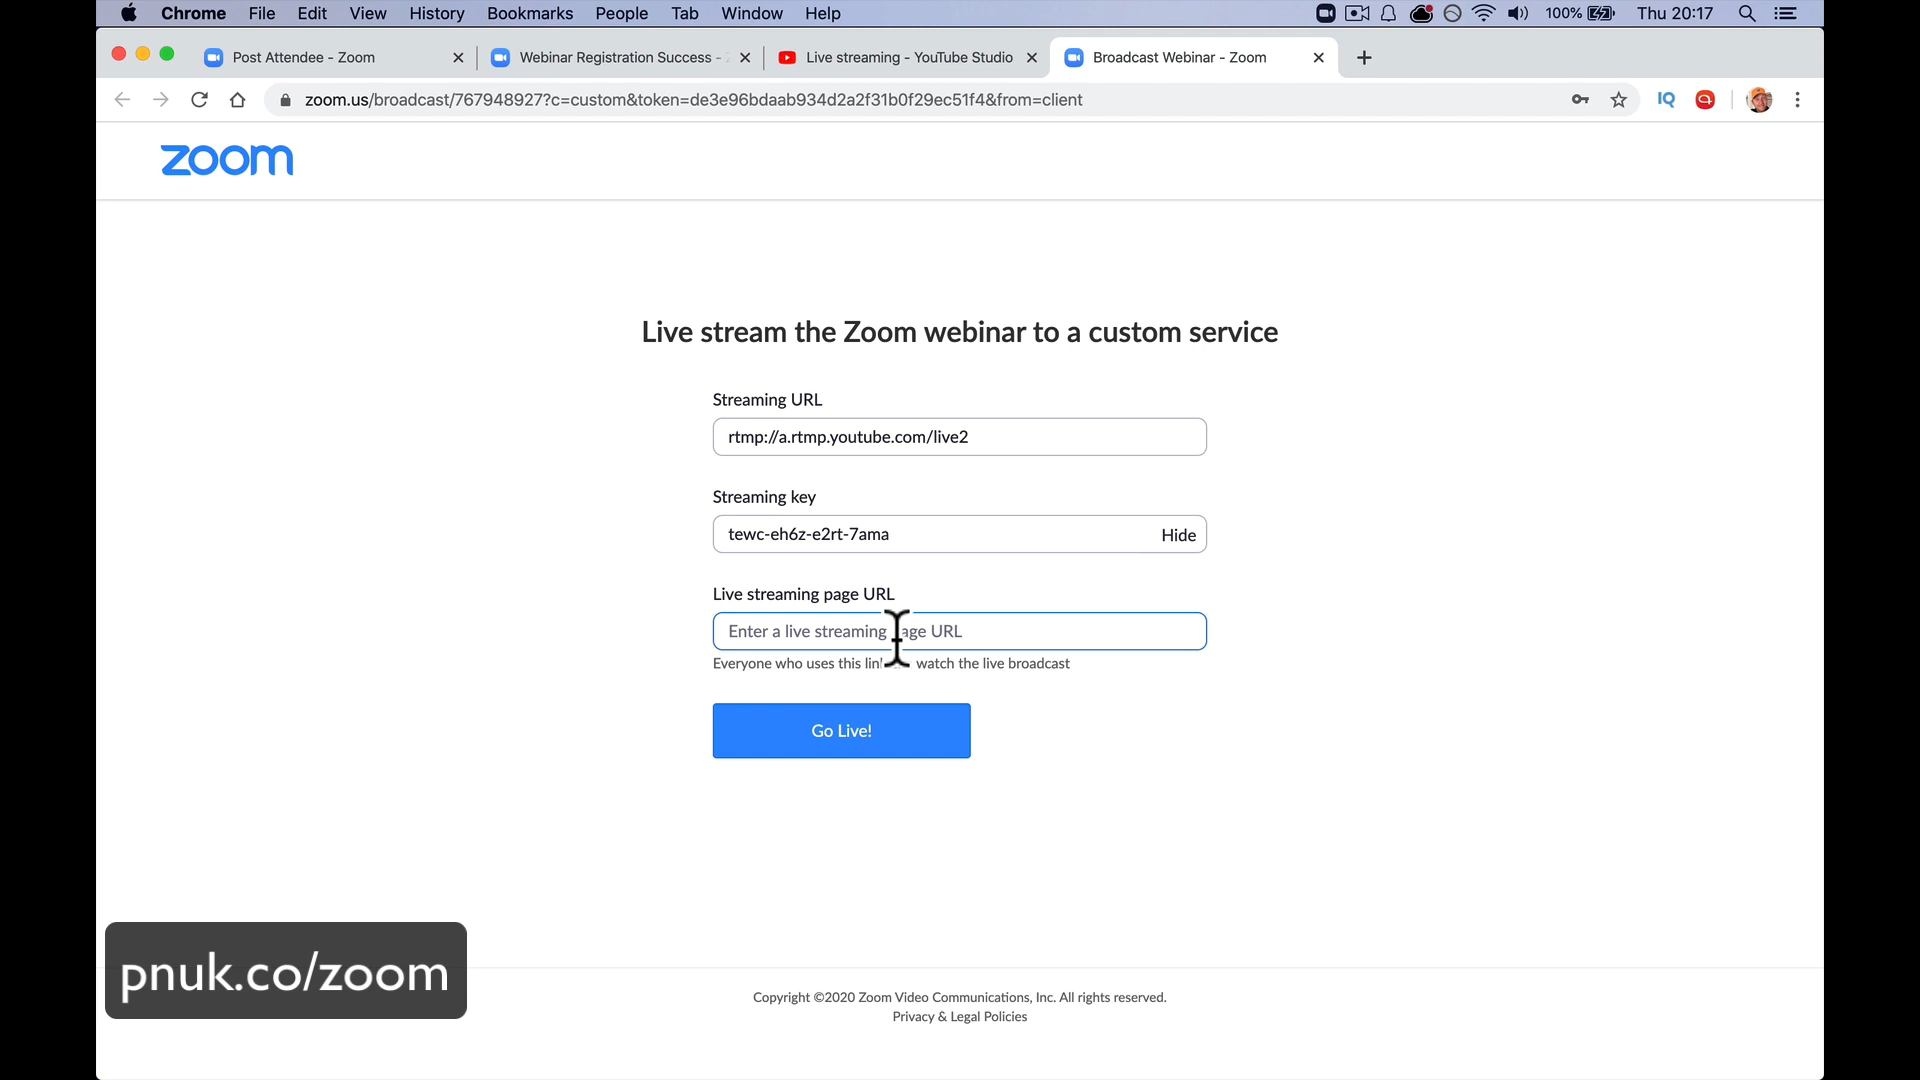 Chrome File Edit View History Bookmarks People Tab Window Help 100% Thu 20:17
Post Attendee - Zoom Webinar Registration Success - Live streaming - YouTube Studio Broadcast Webinar - Zoom
zoom.us/broadcast/767948927?c=custom&token=de3e96bdaab934d2a2f31b0f29ec51f4&from=client IQ
zoom
Live stream the Zoom webinar to a custom service
Streaming URL
rtmp://a.rtmp.youtube.com/live2
Streaming key
tewc-eh6z-e2rt-7ama Hide
Live streaming page URL
Enter a live streaming page URL
Everyone who uses this link watch the live broadcast
Go Live!
pnuk.co/zoom
Copyright ©2020 Zoom Video Communications, Inc. All rights reserved.
Privacy & Legal Policies